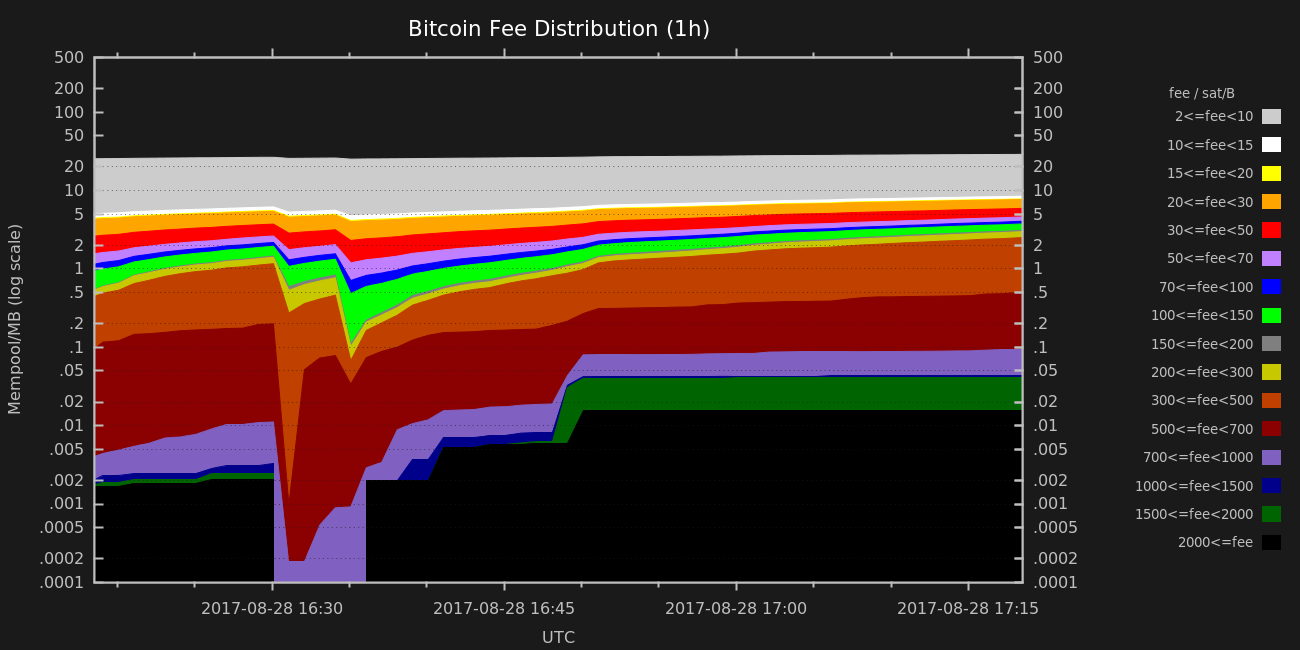 Bitcoin Fee Distribution (1h)
500
200
100
50
20
10
5
2
1
.5
.2
.1
.05
.02
.01
.005
.002
.001
.0005
.0002
.0001
Mempool/MB (log scale)
500
200
100
50
20
10
5
2
1
.5
.2
.1
.05
.02
.01
.005
.002
.001
.0005
.0002
.0001
fee / sat/B
2<=fee<10
10<=fee<15
15<=fee<20
20<=fee<30
30<=fee<50
50<=fee<70
70<=fee<100
100<=fee<150
150<=fee<200
200<=fee<300
300<=fee<500
500<=fee<700
700<=fee<1000
1000<=fee<1500
1500<=fee<2000
2000<=fee
2017-08-28 16:30 2017-08-28 16:45 2017-08-28 17:00 2017-08-28 17:15
UTC